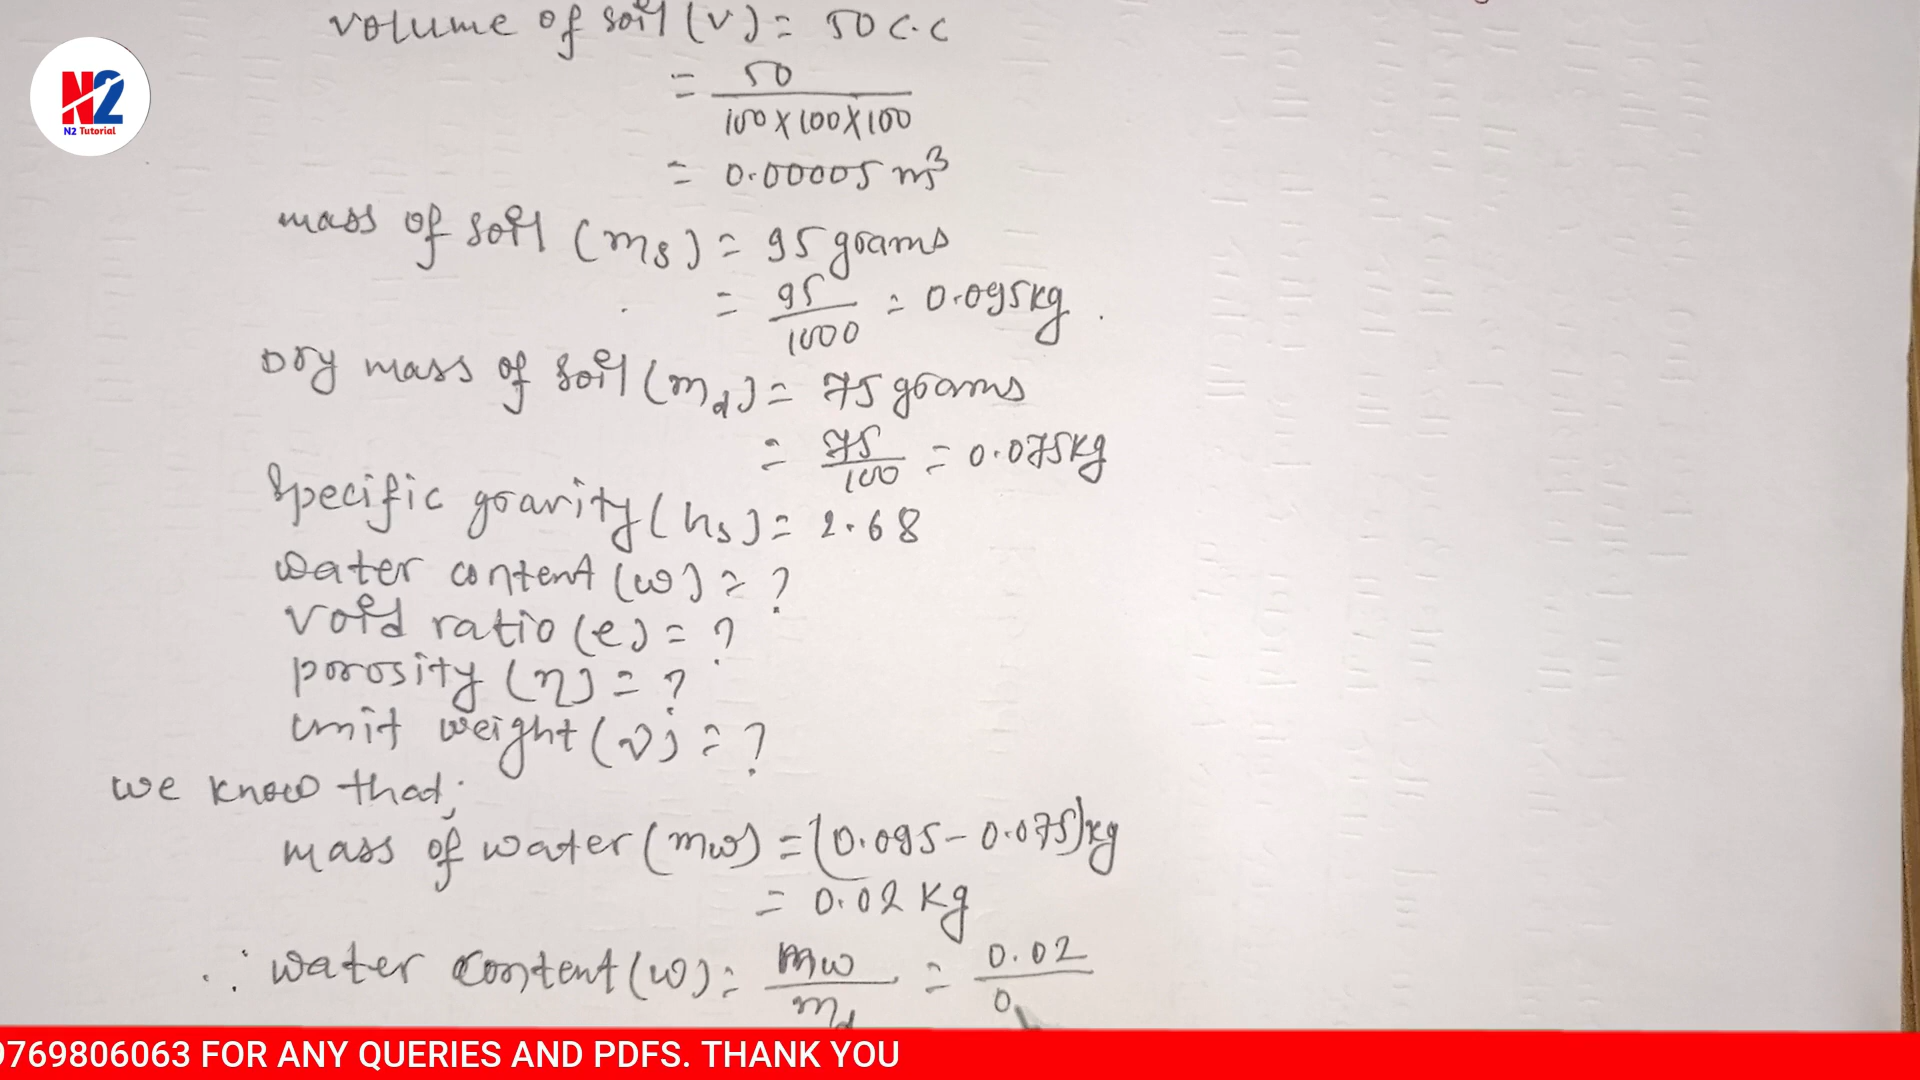 volume of soil (v) = 50 c.c
= 50 / 100 X 100 X 100
= 0.00005 m³
N2
N2 Tutorial
mass of soil (ms) = 95 grams
= 95 / 1000 = 0.095 kg.
Dry mass of soil (md) = 75 grams
= 75 / 100 = 0.075 kg
Specific gravity (hs) = 2.68
water content (w) = ?
void ratio (e) = ?
porosity (η) = ?
unit weight (γ) = ?
we know that;
mass of water (mw) = (0.095 - 0.075) kg
= 0.02 kg
∴ water content (w) = mw / md = 0.02 / 0.
9769806063 FOR ANY QUERIES AND PDFS. THANK YOU